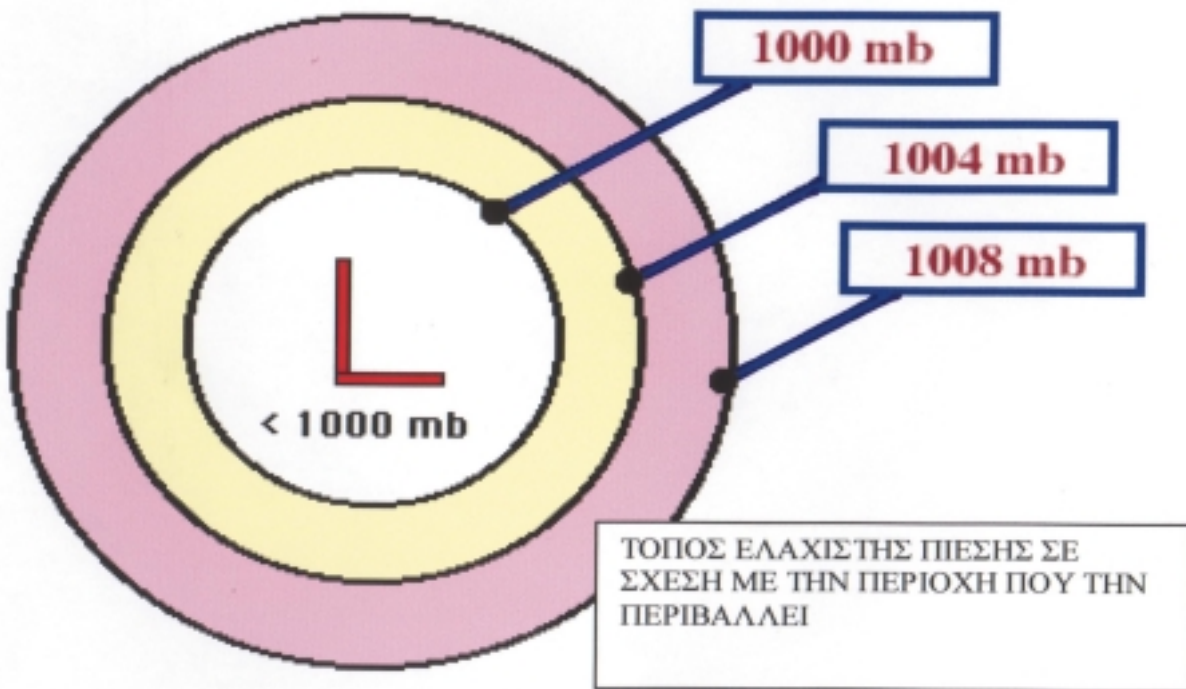 1000 mb
1004 mb
1008 mb
L
< 1000 mb
ΤΟΠΟΣ ΕΛΑΧΙΣΤΗΣ ΠΙΕΣΗΣ ΣΕ
ΣΧΕΣΗ ΜΕ ΤΗΝ ΠΕΡΙΟΧΗ ΠΟΥ ΤΗΝ
ΠΕΡΙΒΑΛΛΕΙ